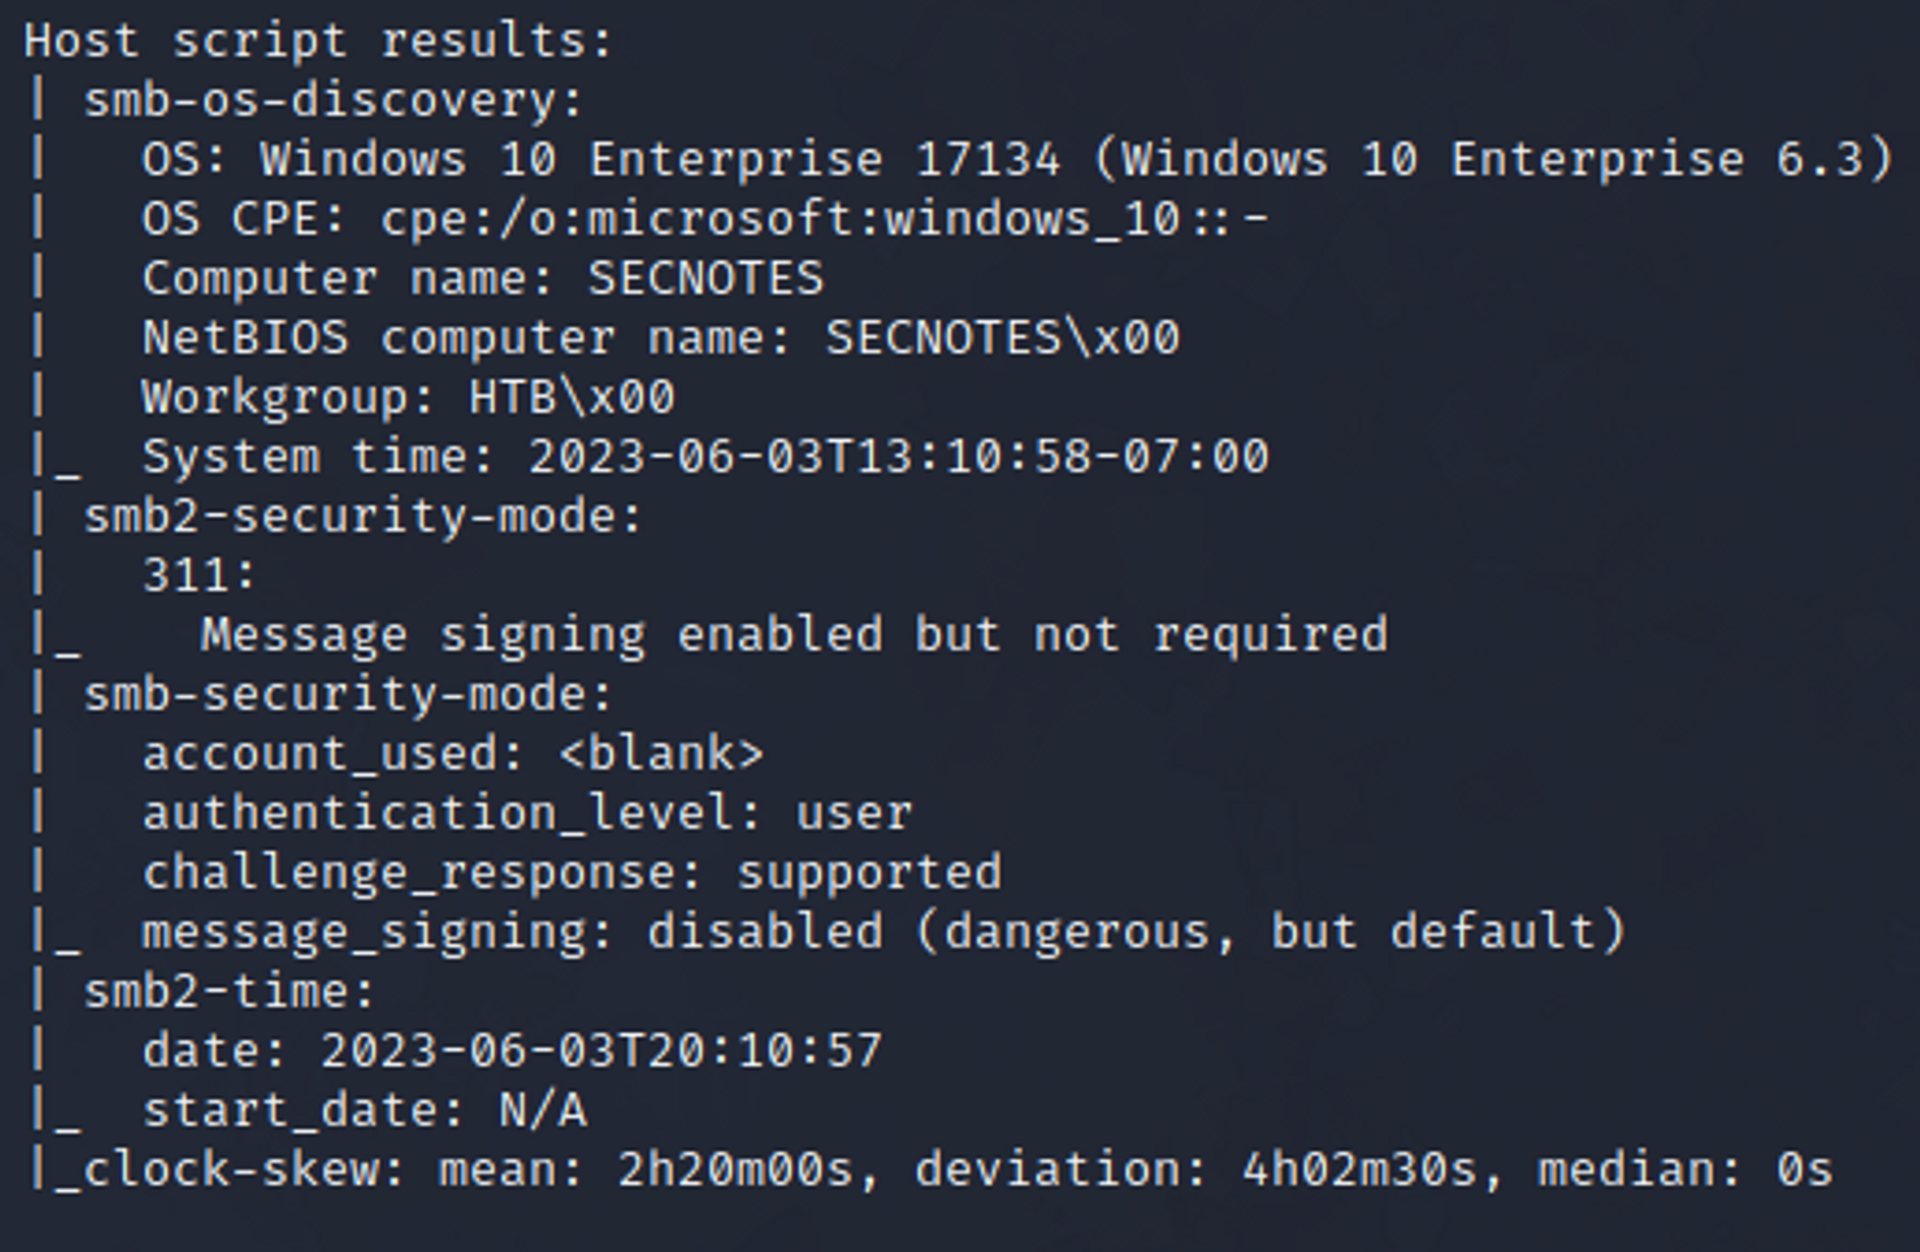 Host script results:
| smb-os-discovery:
|   OS: Windows 10 Enterprise 17134 (Windows 10 Enterprise 6.3)
|   OS CPE: cpe:/o:microsoft:windows_10::-
|   Computer name: SECNOTES
|   NetBIOS computer name: SECNOTES\x00
|   Workgroup: HTB\x00
|_  System time: 2023-06-03T13:10:58-07:00
| smb2-security-mode:
|   311:
|_    Message signing enabled but not required
| smb-security-mode:
|   account_used: <blank>
|   authentication_level: user
|   challenge_response: supported
|_  message_signing: disabled (dangerous, but default)
| smb2-time:
|   date: 2023-06-03T20:10:57
|_  start_date: N/A
|_clock-skew: mean: 2h20m00s, deviation: 4h02m30s, median: 0s